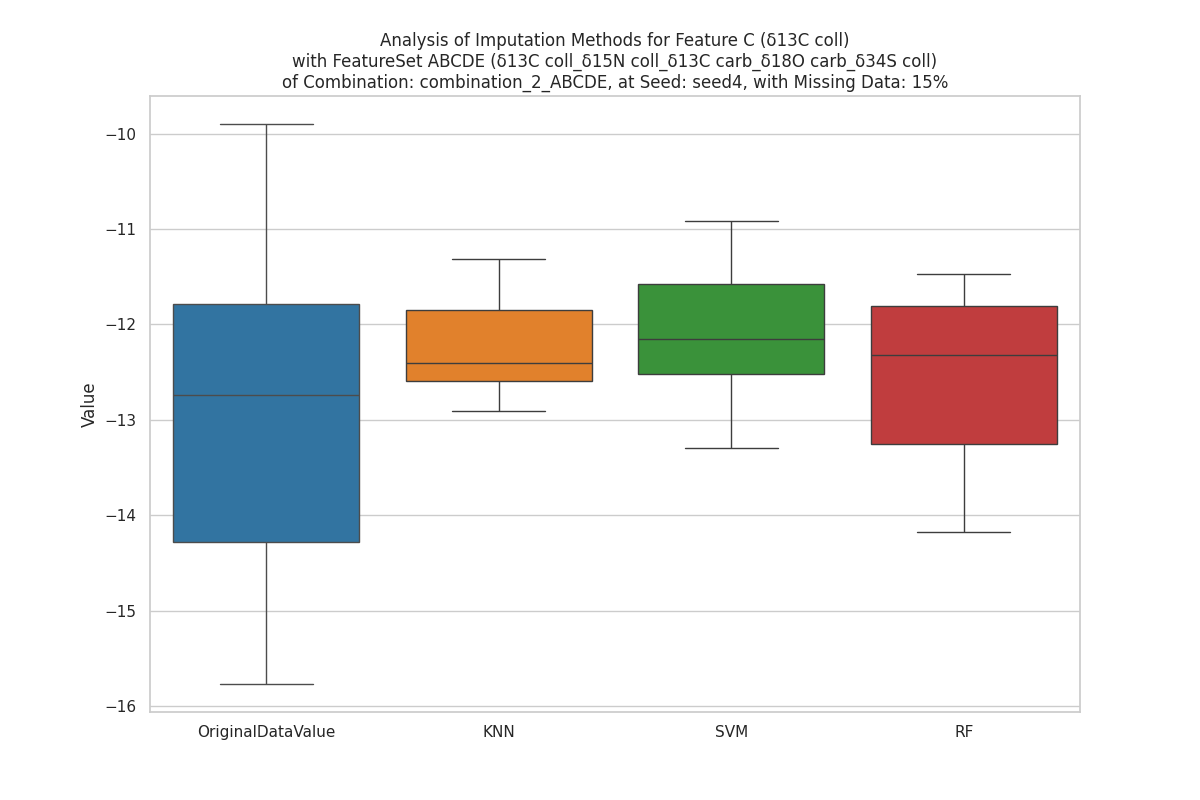 Analysis of Imputation Methods for Feature C (δ13C coll)
with FeatureSet ABCDE (δ13C coll_δ15N coll_δ13C carb_δ18O carb_δ34S coll)
of Combination: combination_2_ABCDE, at Seed: seed4, with Missing Data: 15%
Value
−10
−11
−12
−13
−14
−15
−16
OriginalDataValue
KNN
SVM
RF